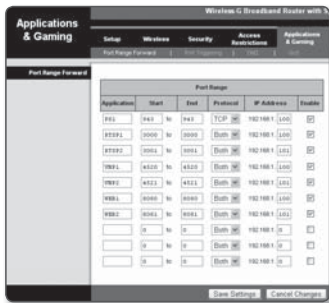 Wireless-G Broadband Router with S
Applications & Gaming
Setup Wireless Security Access Restrictions Applications & Gaming
Port Range Forward | Port Triggering | |
Port Range Forward
Port Range
Application Start End Protocol IP Address Enable
943 to 943 TCP 192.168.1. 100
RTSP1 3000 to 3000 Both 192.168.1. 100
RTSP2 3001 to 3001 Both 192.168.1. 101
4520 to 4520 Both 192.168.1. 100
4521 to 4521 Both 192.168.1. 101
WEB1 8080 to 8080 Both 192.168.1. 100
WEB2 8081 to 8081 Both 192.168.1. 101
0 to 0 Both 192.168.1. 0
0 to 0 Both 192.168.1. 0
0 to 0 Both 192.168.1. 0
Save Settings Cancel Changes